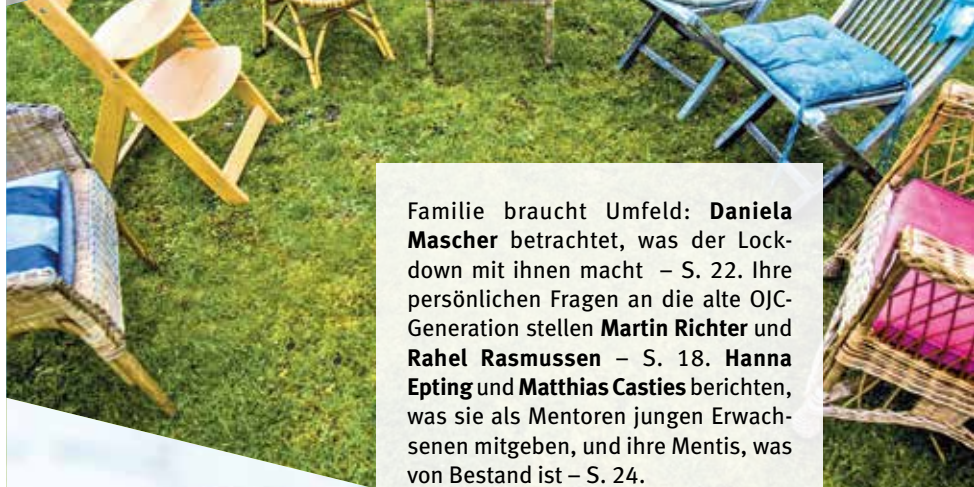 Familie braucht Umfeld: Daniela
Mascher betrachtet, was der Lock-
down mit ihnen macht – S. 22. Ihre
persönlichen Fragen an die alte OJC-
Generation stellen Martin Richter und
Rahel Rasmussen – S. 18. Hanna
Epting und Matthias Casties berichten,
was sie als Mentoren jungen Erwach-
senen mitgeben, und ihre Mentis, was
von Bestand ist – S. 24.